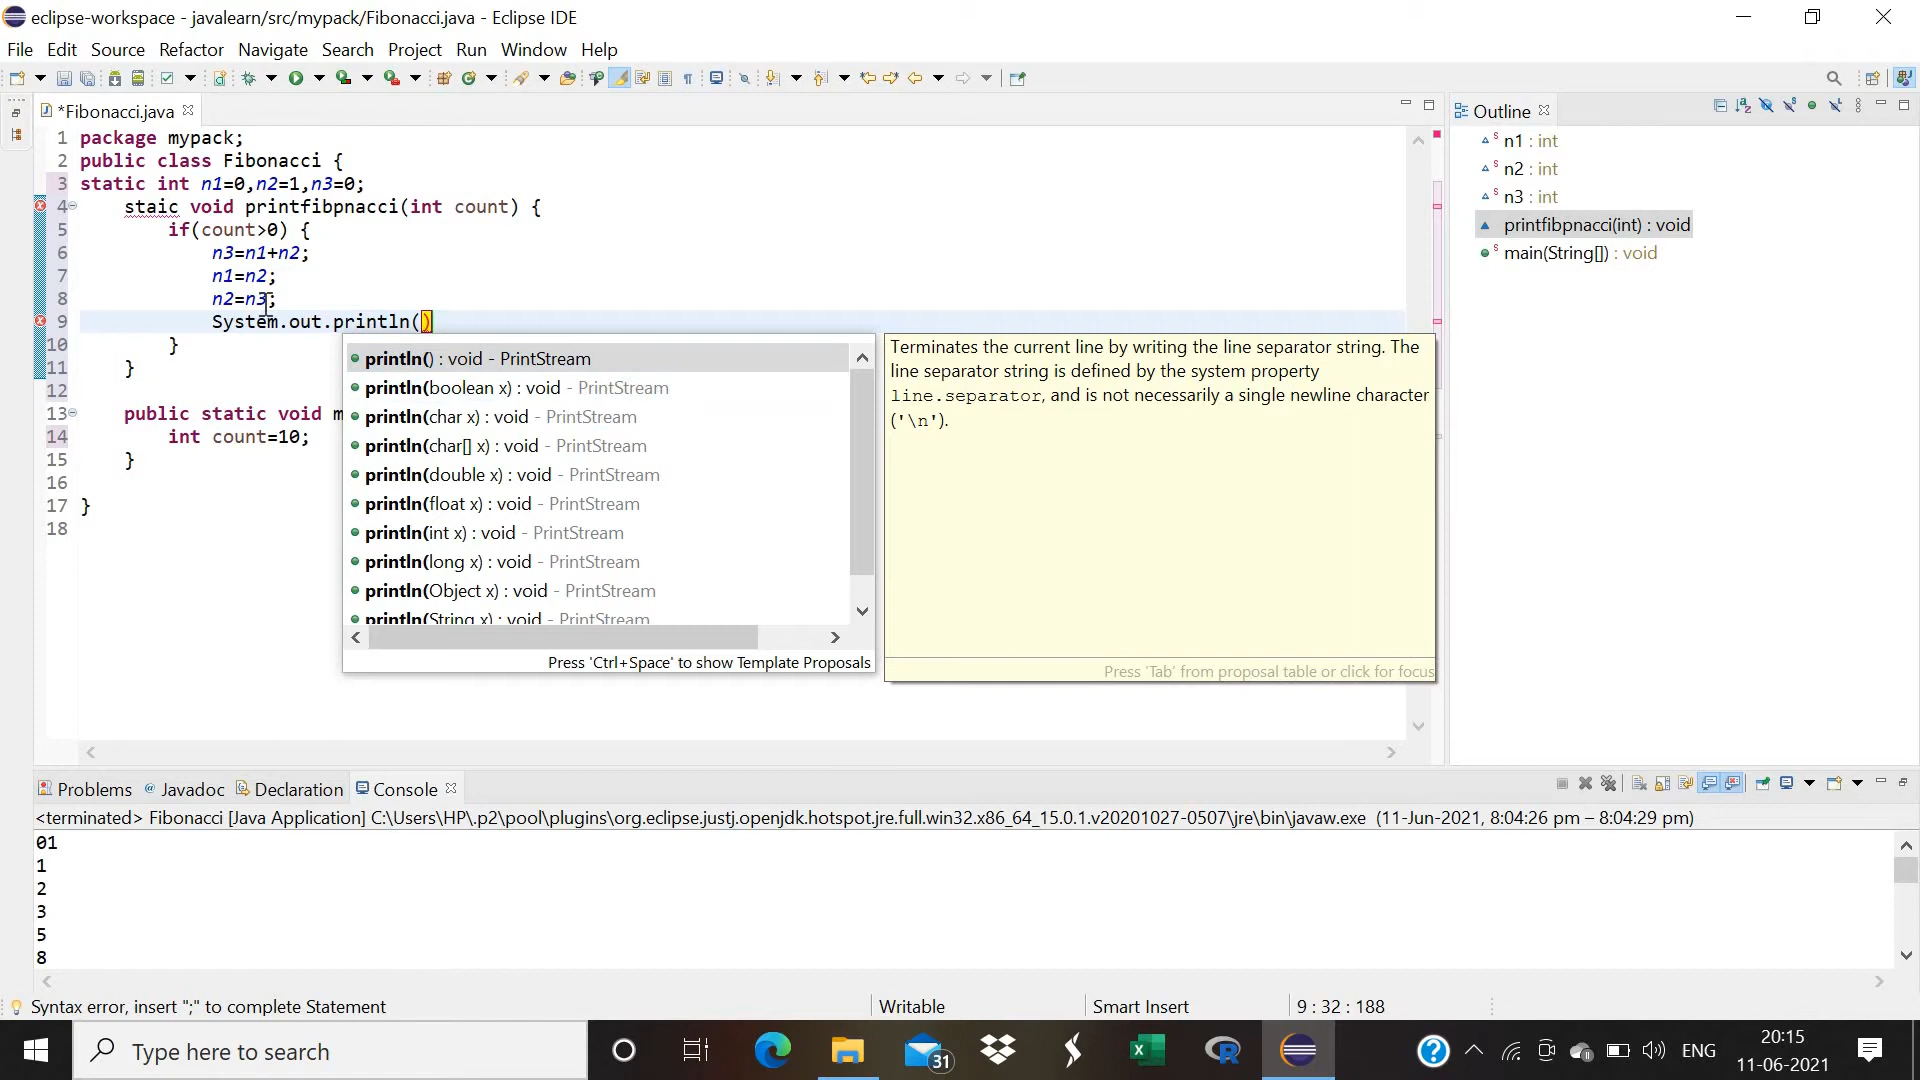 eclipse-workspace - javalearn/src/mypack/Fibonacci.java - Eclipse IDE
File Edit Source Refactor Navigate Search Project Run Window Help
*Fibonacci.java
Outline
1 package mypack;
2 public class Fibonacci {
3 static int n1=0,n2=1,n3=0;
4 staic void printfibpnacci(int count) {
5 if(count>0) {
6 n3=n1+n2;
7 n1=n2;
8 n2=n3;
9 System.out.println()
10 }
11 }
12
13 public static void m
14 int count=10;
15 }
16
17 }
18
n1 : int
n2 : int
n3 : int
printfibpnacci(int) : void
main(String[]) : void
println() : void - PrintStream
println(boolean x) : void - PrintStream
println(char x) : void - PrintStream
println(char[] x) : void - PrintStream
println(double x) : void - PrintStream
println(float x) : void - PrintStream
println(int x) : void - PrintStream
println(long x) : void - PrintStream
println(Object x) : void - PrintStream
println(String x) : void - PrintStream
Press 'Ctrl+Space' to show Template Proposals
Terminates the current line by writing the line separator string. The
line separator string is defined by the system property
line.separator, and is not necessarily a single newline character
('\n').
Press 'Tab' from proposal table or click for focus
Problems @ Javadoc Declaration Console
<terminated> Fibonacci [Java Application] C:\Users\HP\.p2\pool\plugins\org.eclipse.justj.openjdk.hotspot.jre.full.win32.x86_64_15.0.1.v20201027-0507\jre\bin\javaw.exe (11-Jun-2021, 8:04:26 pm – 8:04:29 pm)
01
1
2
3
5
8
Syntax error, insert ";" to complete Statement
Writable
Smart Insert
9 : 32 : 188
Type here to search
31
ENG
20:15
11-06-2021